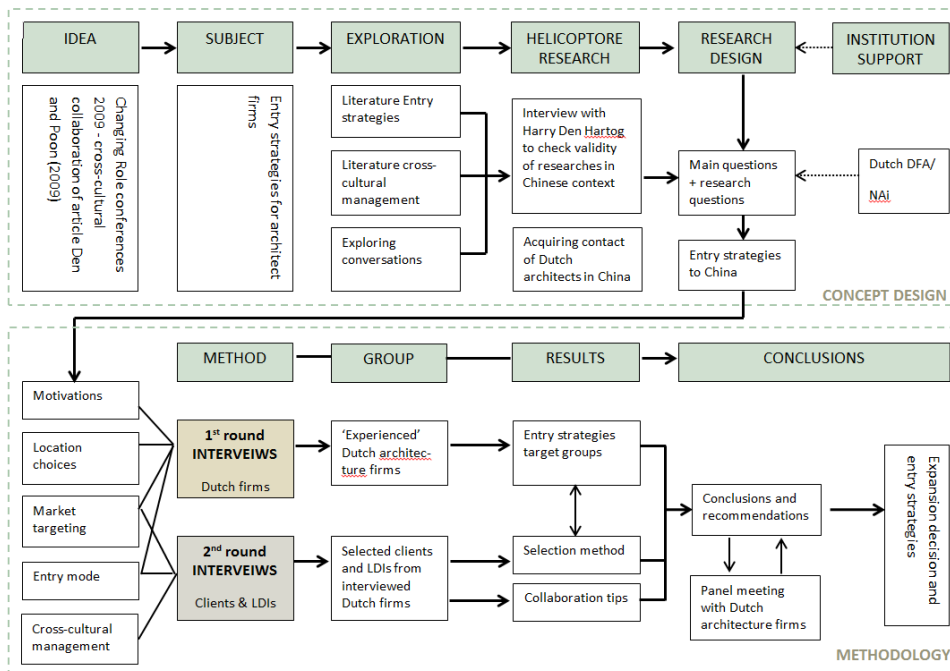 IDEA
SUBJECT
EXPLORATION
HELICOPTORE
RESEARCH
RESEARCH
DESIGN
INSTITUTION
SUPPORT
Changing Role conferences
2009 - cross-cultural
collaboration of article Den
and Poon (2009)
Entry strategies for architect
firms
Literature Entry
strategies
Literature cross-
cultural
management
Exploring
conversations
Interview with
Harry Den Hartog
to check validity
of researches in
Chinese context
Acquiring contact
of Dutch
architects in China
Main questions
+ research
questions
Entry strategies
to China
Dutch DFA/
NAi
CONCEPT DESIGN
METHOD
GROUP
RESULTS
CONCLUSIONS
Motivations
Location
choices
Market
targeting
Entry mode
Cross-cultural
management
1st round
INTERVEIWS
Dutch firms
2nd round
INTERVEIWS
Clients & LDIs
‘Experienced’
Dutch architec-
ture firms
Selected clients
and LDIs from
interviewed
Dutch firms
Entry strategies
target groups
Selection method
Collaboration tips
Conclusions and
recommendations
Panel meeting
with Dutch
architecture firms
Expansion decision and
entry strategies
METHODOLOGY